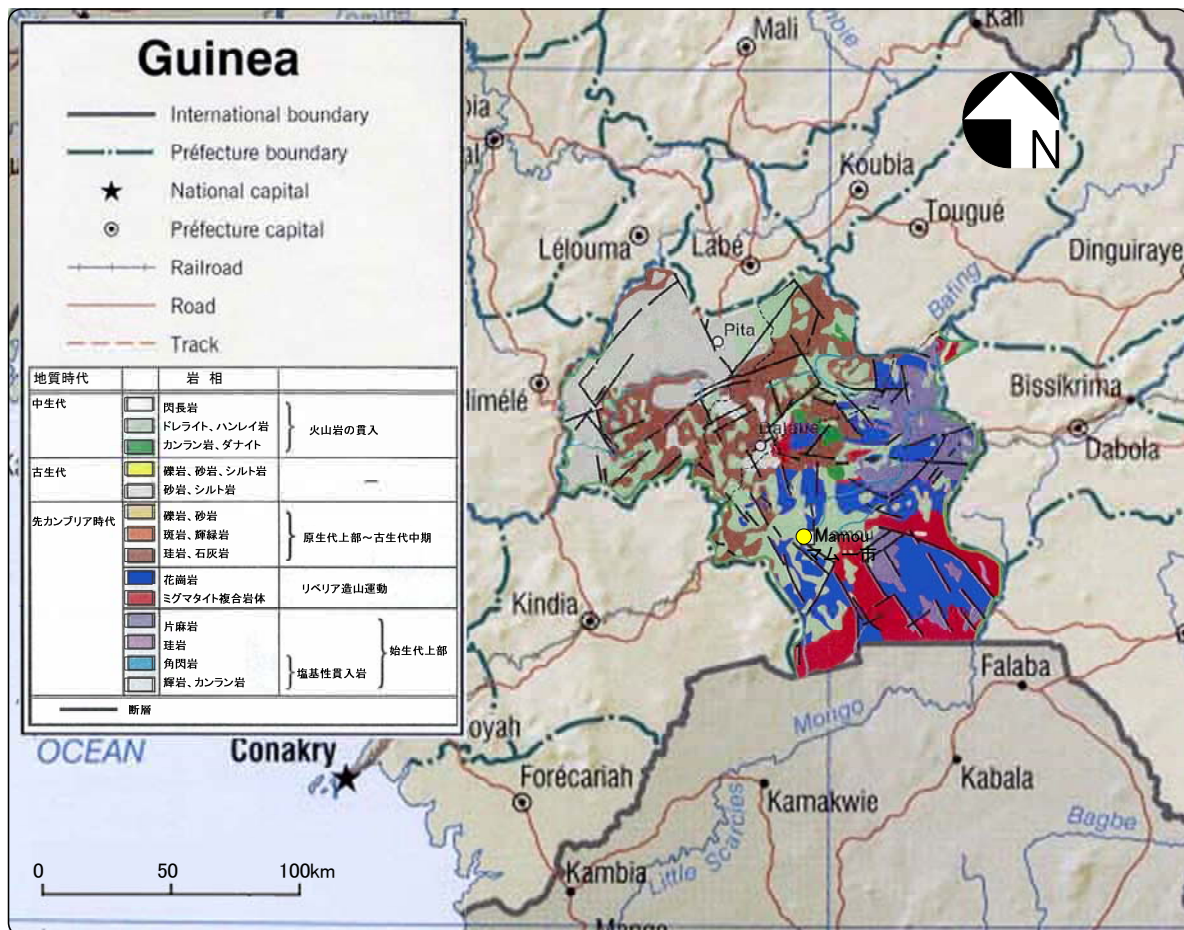 Guinea
International boundary
Préfecture boundary
National capital
Préfecture capital
Railroad
Road
Track
地質時代 岩 相
中生代
閃長岩
ドレライト、ハンレイ岩
カンラン岩、ダナイト
火山岩の貫入
古生代
礫岩、砂岩、シルト岩
砂岩、シルト岩
先カンブリア時代
礫岩、砂岩
斑岩、輝緑岩
珪岩、石灰岩
原生代上部~古生代中期
花崗岩
ミグマタイト複合岩体
リベリア造山運動
片麻岩
珪岩
角閃岩
輝岩、カンラン岩
塩基性貫入岩
始生代上部
断層
Mali
Kali
N
Koubia
Tougué
Lélouma
Labé
Dinguiraye
Bafing
Pita
Bissikrima
Dabola
Mamou
マムー市
Kindia
Falaba
Mongo
OCEAN
Conakry
oyah
Forécariah
Kamakwie
Kabala
Little Scarcies
Bagbe
Kambia
0 50 100km